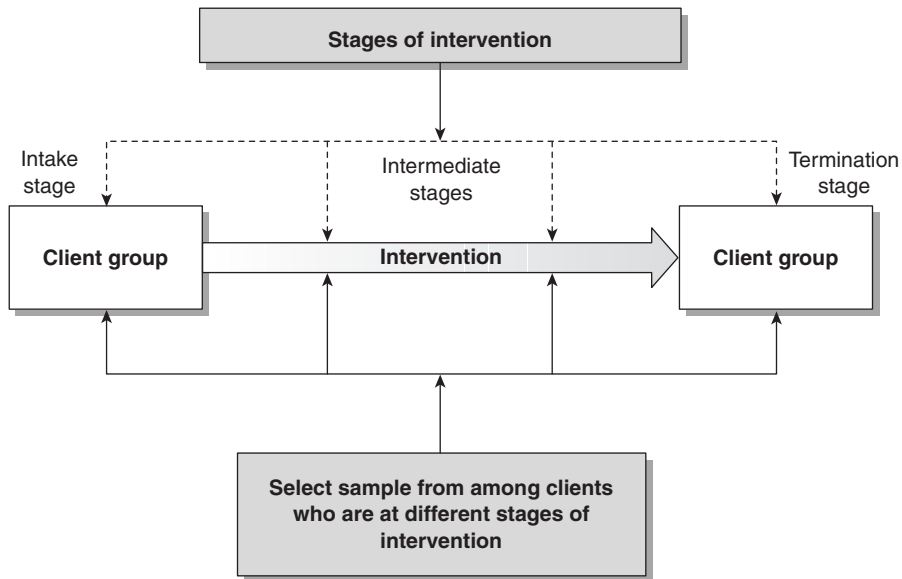 Stages of intervention
Intake
stage
Intermediate
stages
Termination
stage
Client group
Intervention
Client group
Select sample from among clients
who are at different stages of
intervention